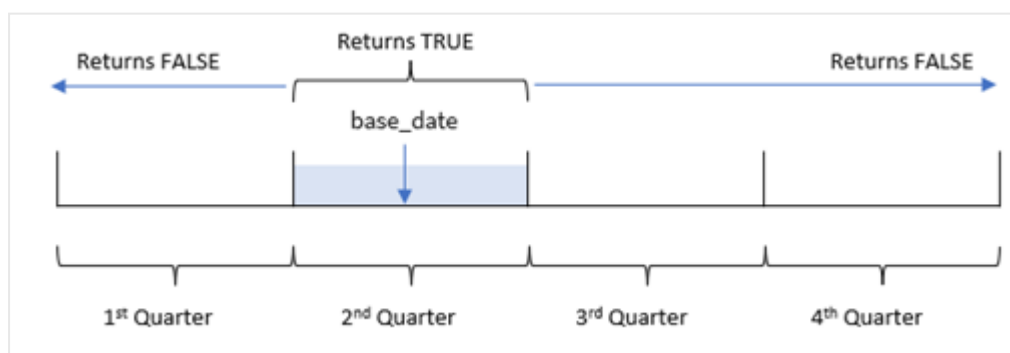 Returns TRUE
Returns FALSE
Returns FALSE
base_date
1st Quarter
2nd Quarter
3rd Quarter
4th Quarter